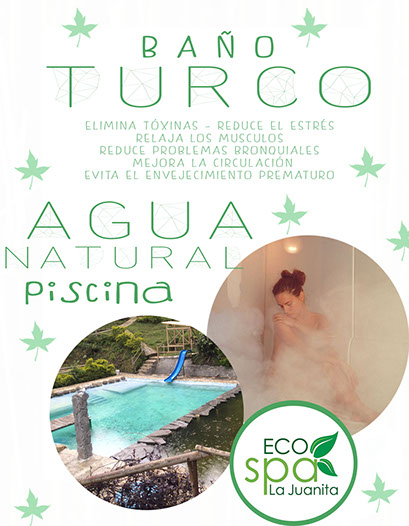 BAÑO
TURCO
ELIMINA TÓXINAS - REDUCE EL ESTRÉS
RELAJA LOS MUSCULOS
REDUCE PROBLEMAS BRONQUIALES
MEJORA LA CIRCULACIÓN
EVITA EL ENVEJECIMIENTO PREMATURO
AGUA
NATURAL
Piscina
ECO
spa
La Juanita